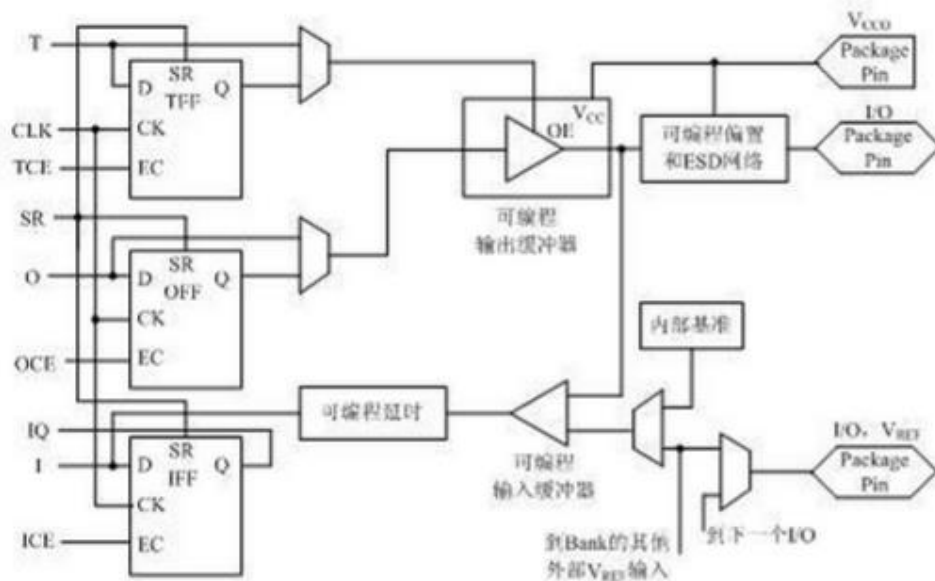 T
SR
D
Q
TFF
CLK
CK
TCE
EC
SR
O
SR
D
Q
OFF
CK
OCE
EC
IQ
I
SR
D
Q
IFF
CK
ICE
EC
VCC
OE
可编程
输出缓冲器
VCCO
Package
Pin
I/O
Package
Pin
可编程偏置
和ESD网络
内部基准
可编程延时
可编程
输入缓冲器
I/O，VREF
Package
Pin
到Bank的其他
外部VREF输入
到下一个I/O